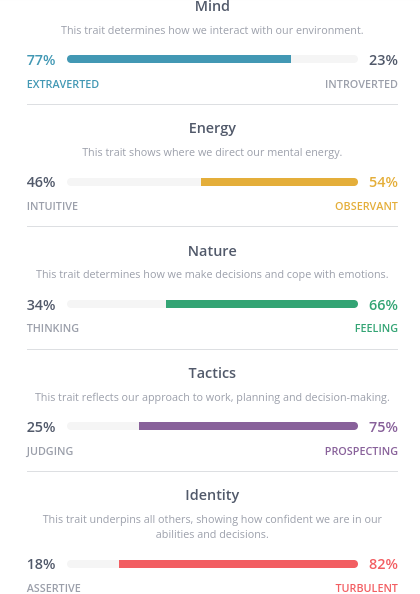 Mind
This trait determines how we interact with our environment.
77% 23%
EXTRAVERTED INTROVERTED
Energy
This trait shows where we direct our mental energy.
46% 54%
INTUITIVE OBSERVANT
Nature
This trait determines how we make decisions and cope with emotions.
34% 66%
THINKING FEELING
Tactics
This trait reflects our approach to work, planning and decision-making.
25% 75%
JUDGING PROSPECTING
Identity
This trait underpins all others, showing how confident we are in our
abilities and decisions.
18% 82%
ASSERTIVE TURBULENT